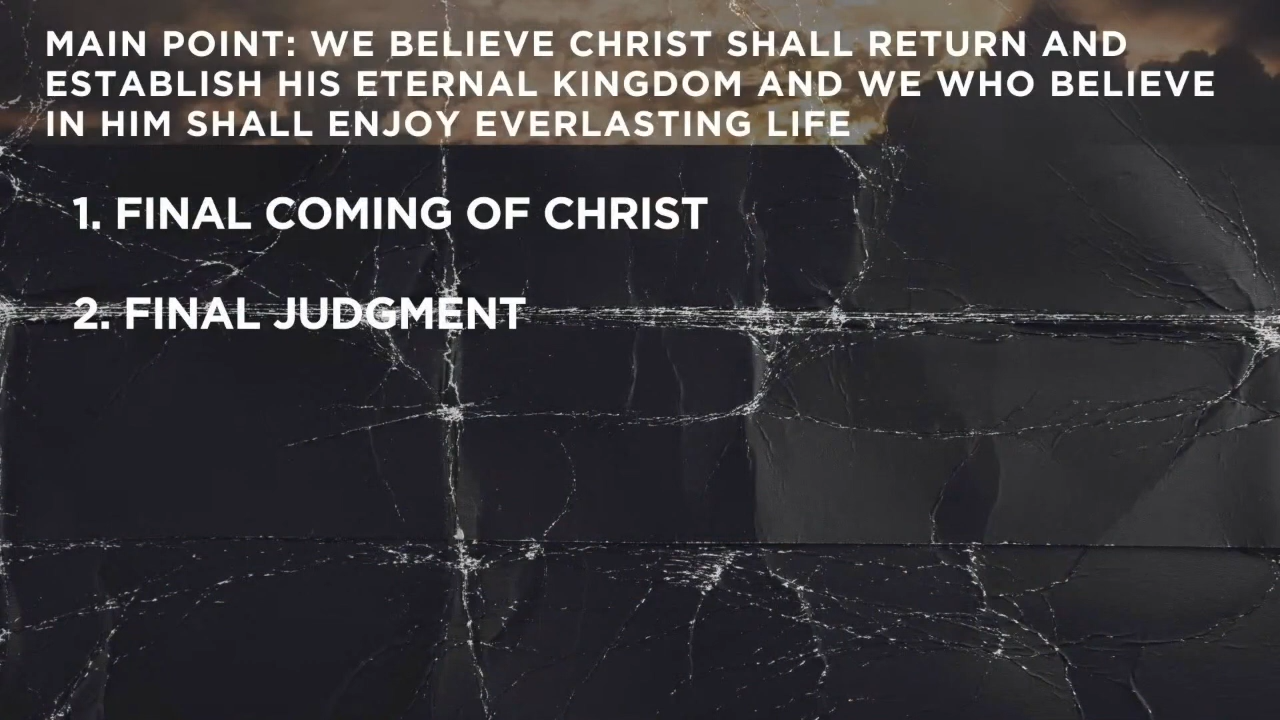 MAIN POINT: WE BELIEVE CHRIST SHALL RETURN AND
ESTABLISH HIS ETERNAL KINGDOM AND WE WHO BELIEVE
IN HIM SHALL ENJOY EVERLASTING LIFE
1. FINAL COMING OF CHRIST
2. FINAL JUDGMENT